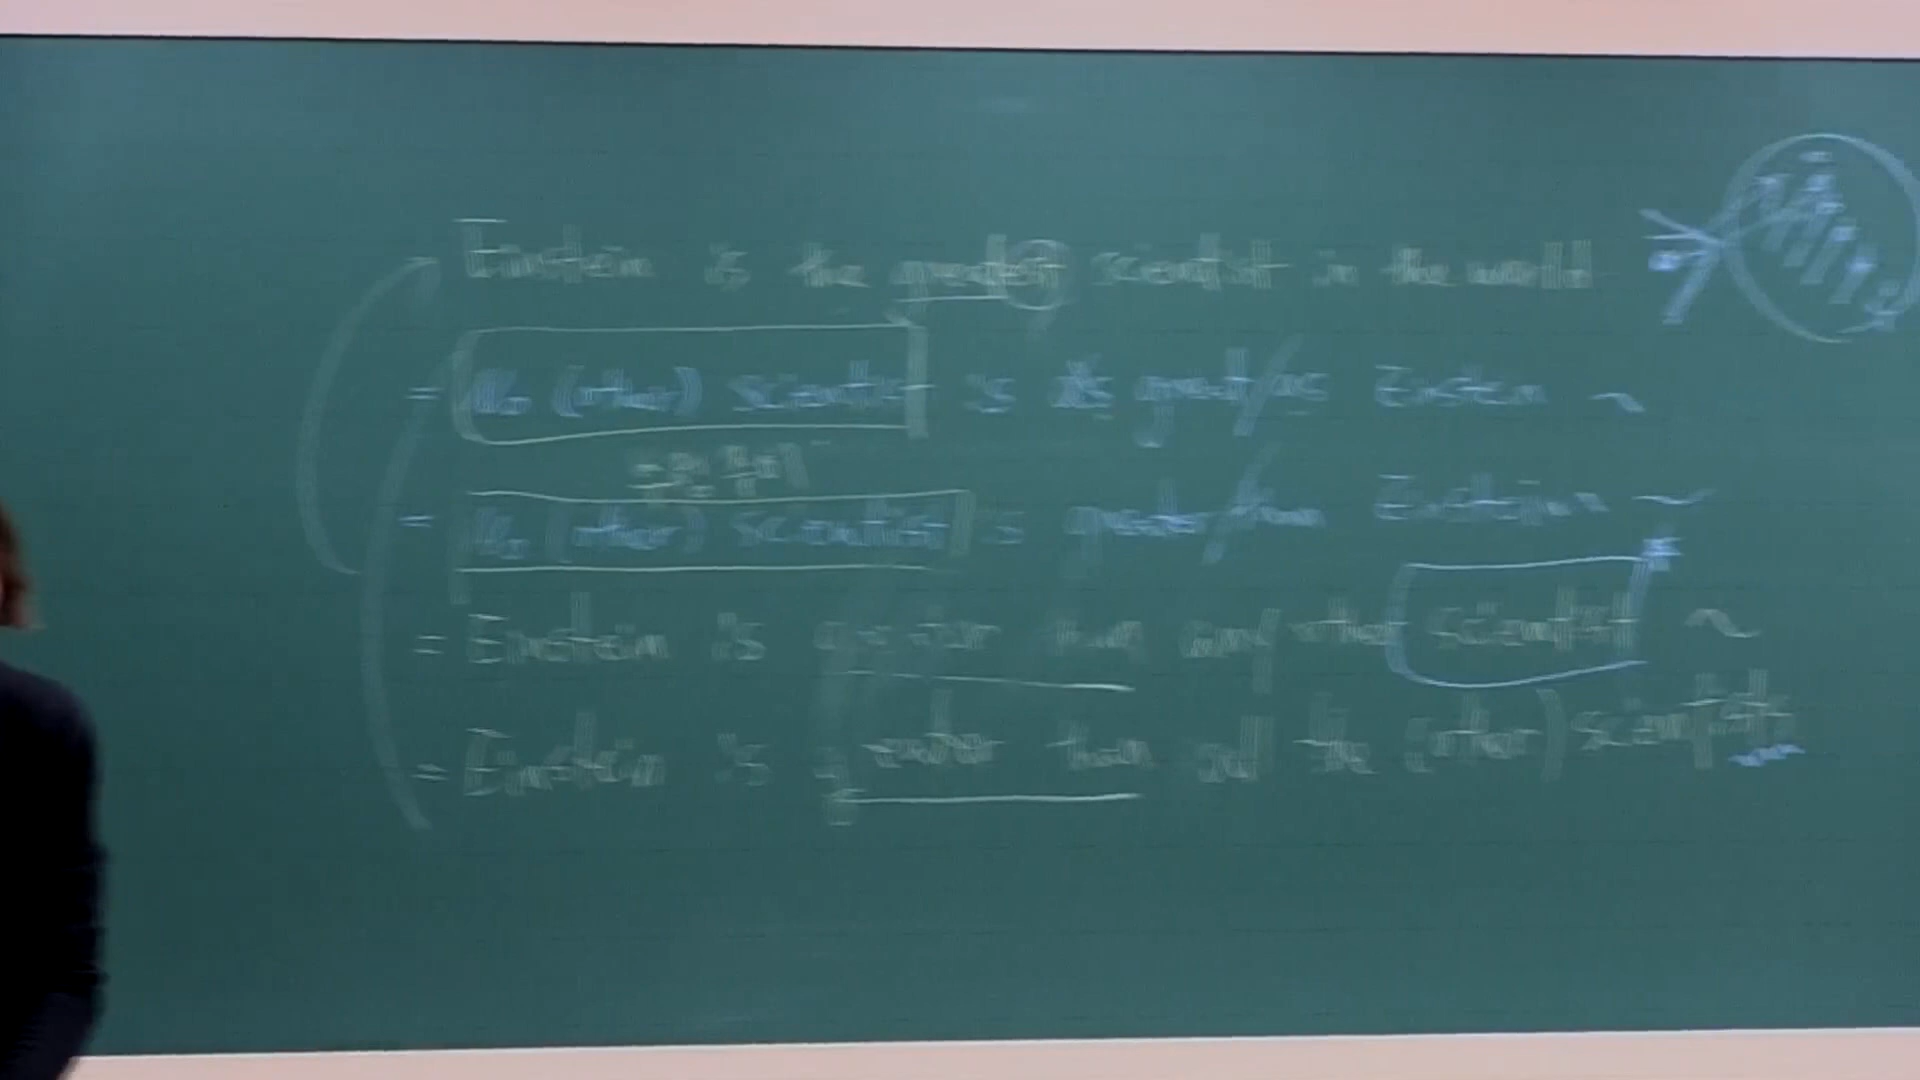 Einstein is the greatest scientist in the world
= No (other) scientist is as great / as Einstein ~
= No (other) scientist is greater / than Einstein ~
= Einstein is greater than any other scientist ~
= Einstein is greater than all the (other) scientists